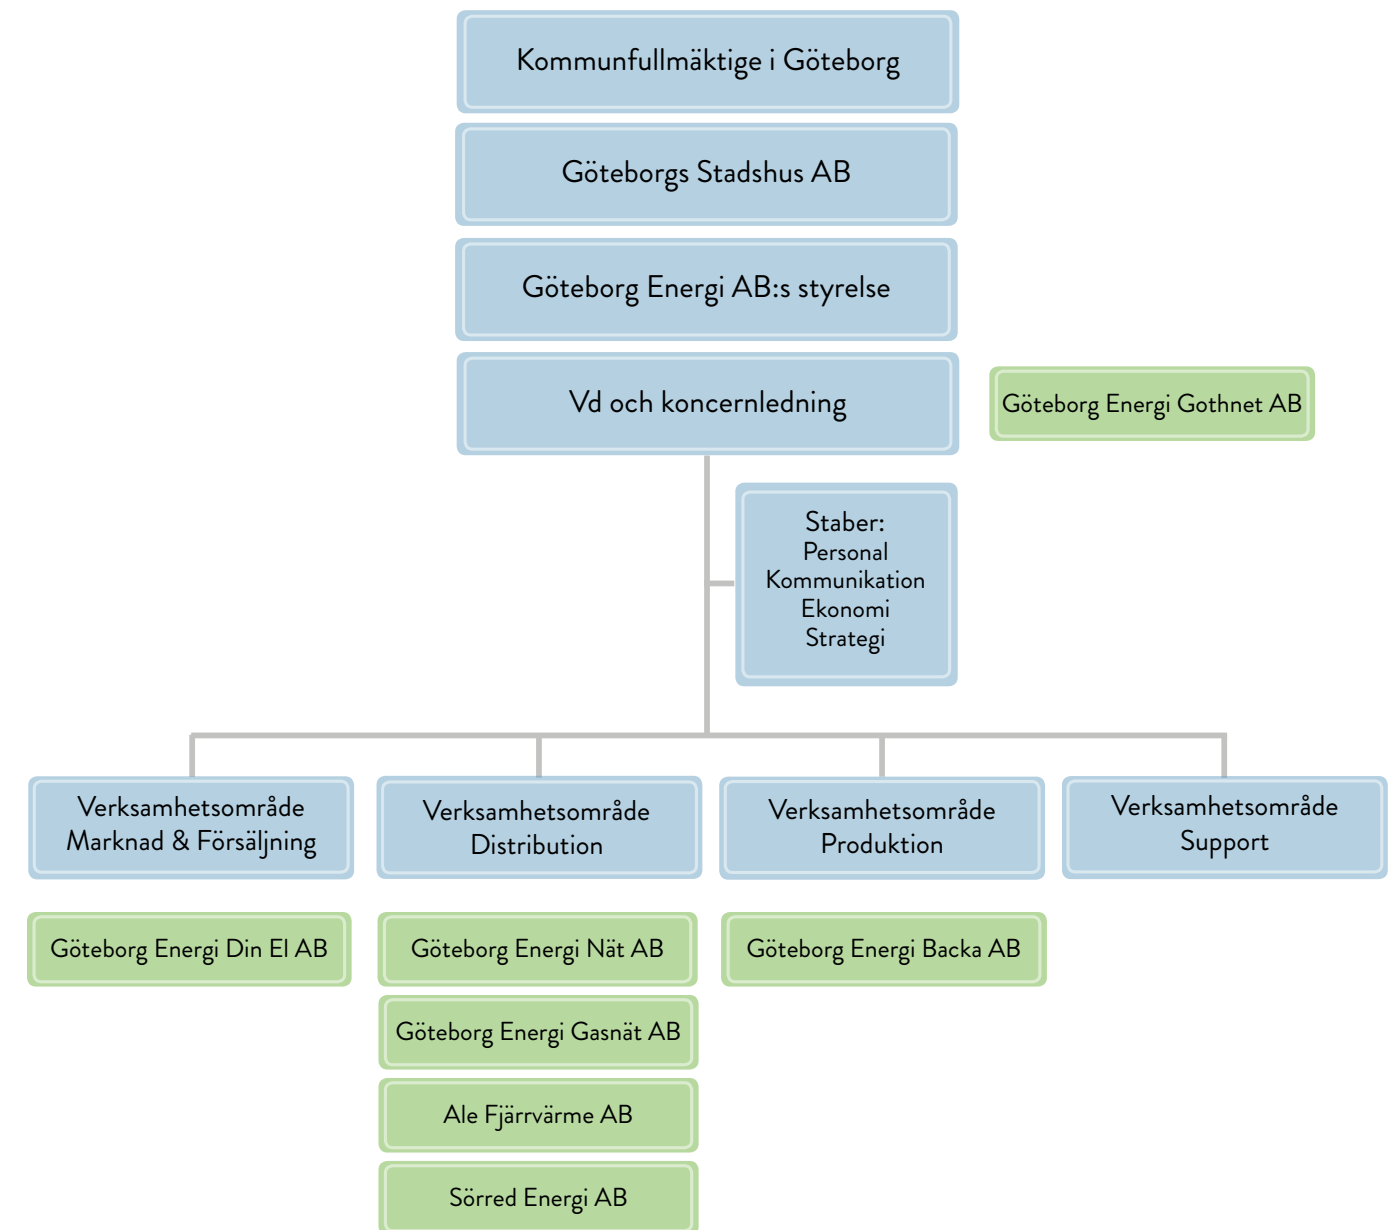 Kommunfullmäktige i Göteborg
Göteborgs Stadshus AB
Göteborg Energi AB:s styrelse
Vd och koncernledning
Göteborg Energi Gothnet AB
Staber:
Personal
Kommunikation
Ekonomi
Strategi
Verksamhetsområde
Marknad & Försäljning
Verksamhetsområde
Distribution
Verksamhetsområde
Produktion
Verksamhetsområde
Support
Göteborg Energi Din El AB
Göteborg Energi Nät AB
Göteborg Energi Backa AB
Göteborg Energi Gasnät AB
Ale Fjärrvärme AB
Sörred Energi AB